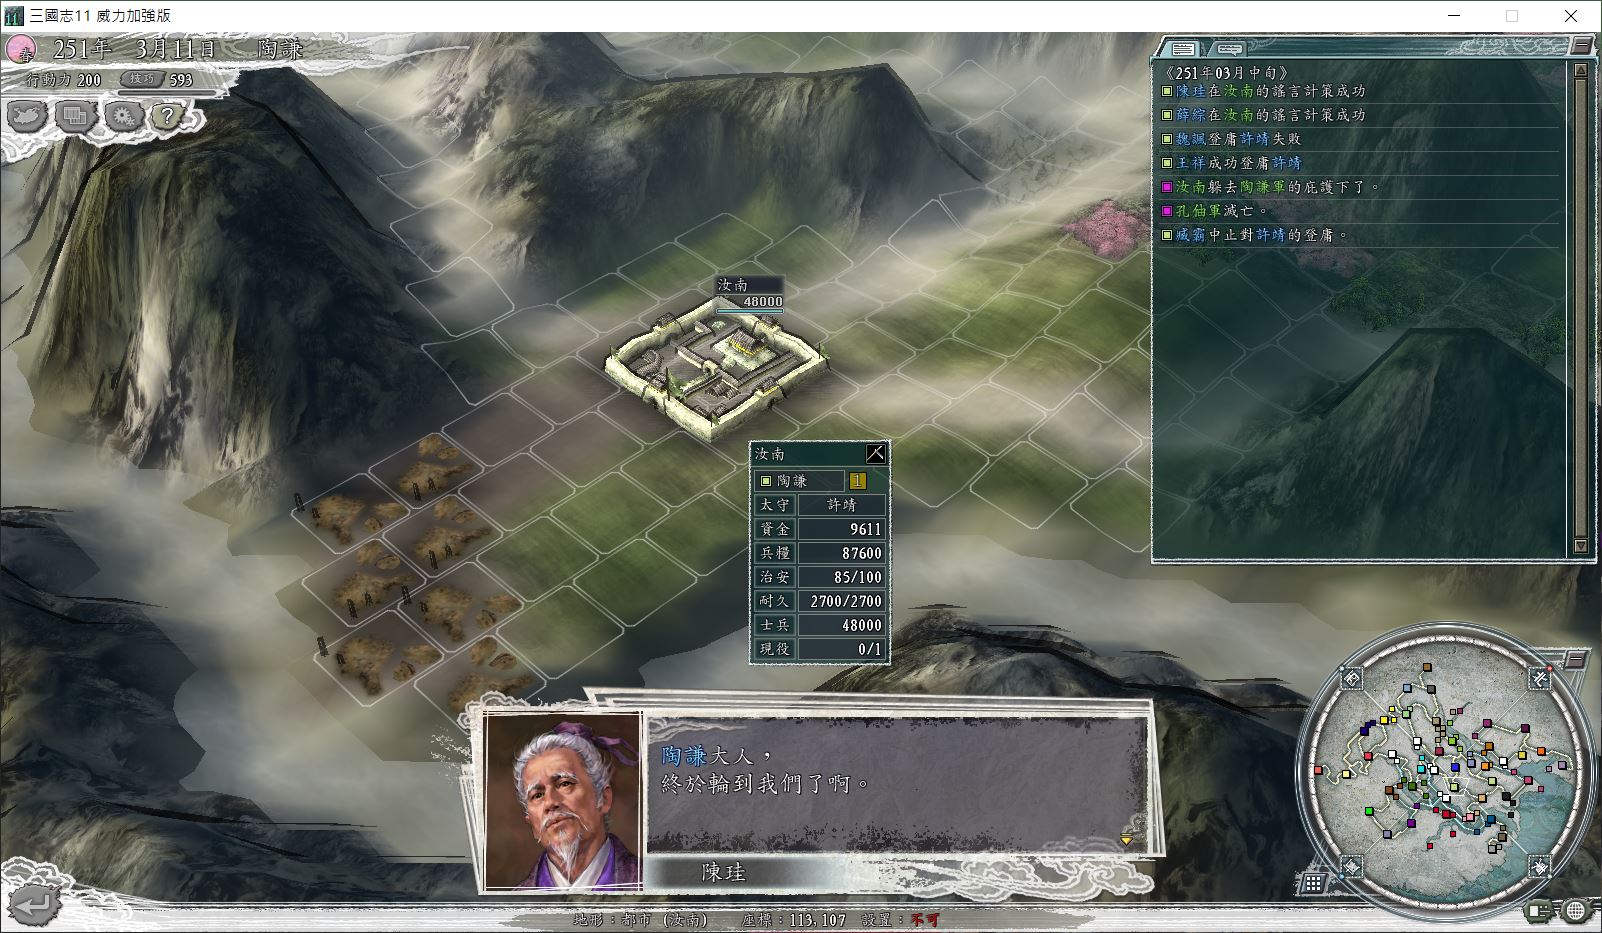 三國志11 威力加強版
春 251年 3月11日 陶謙
行動力 200 技巧 593
?
《251年03月中旬》
陳珪在汝南的謠言計策成功
薛綜在汝南的謠言計策成功
魏諷登庸許靖失敗
王祥成功登庸許靖
汝南躲去陶謙軍的庇護下了。
孔伷軍滅亡。
臧霸中止對許靖的登庸。
汝南
48000
汝南
陶謙 1
太守 許靖
資金 9611
兵糧 87600
治安 85/100
耐久 2700/2700
士兵 48000
現役 0/1
陶謙大人，
終於輪到我們了啊。
陳珪
地形：都市 (汝南) 座標：113,107 設置：不可